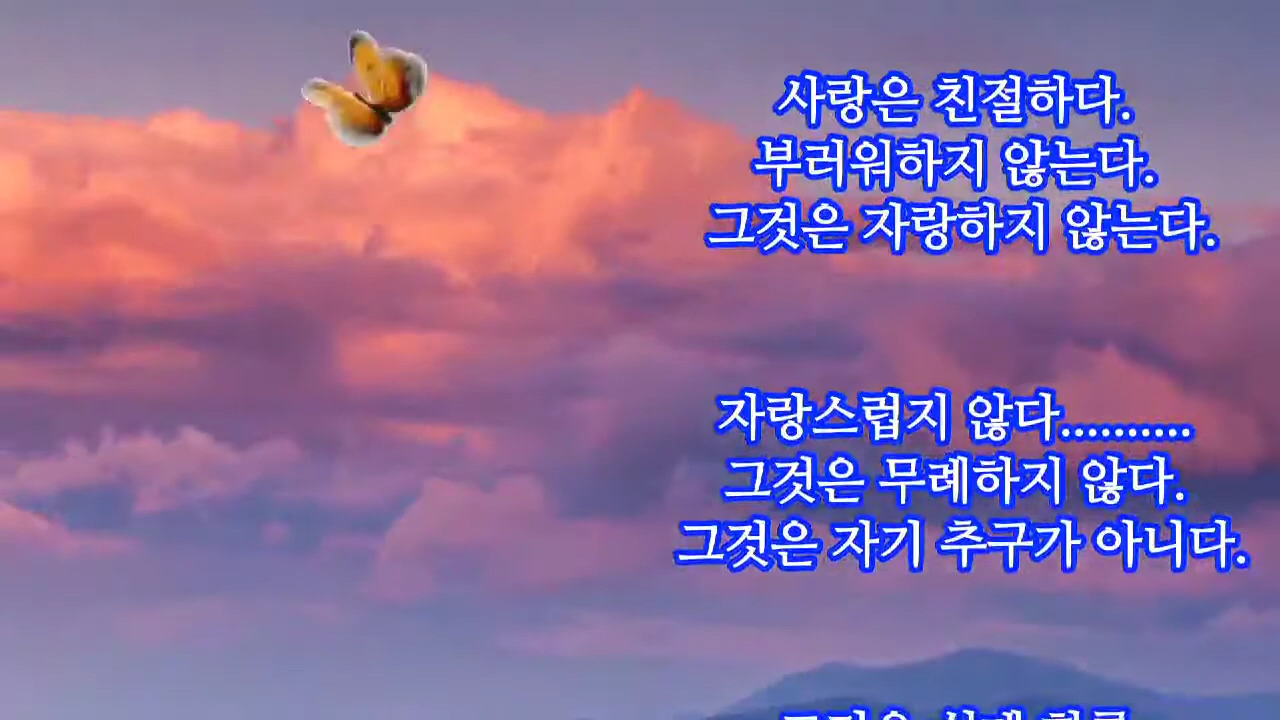 사랑은 친절하다.
부러워하지 않는다.
그것은 자랑하지 않는다.
자랑스럽지 않다..........
그것은 무례하지 않다.
그것은 자기 추구가 아니다.